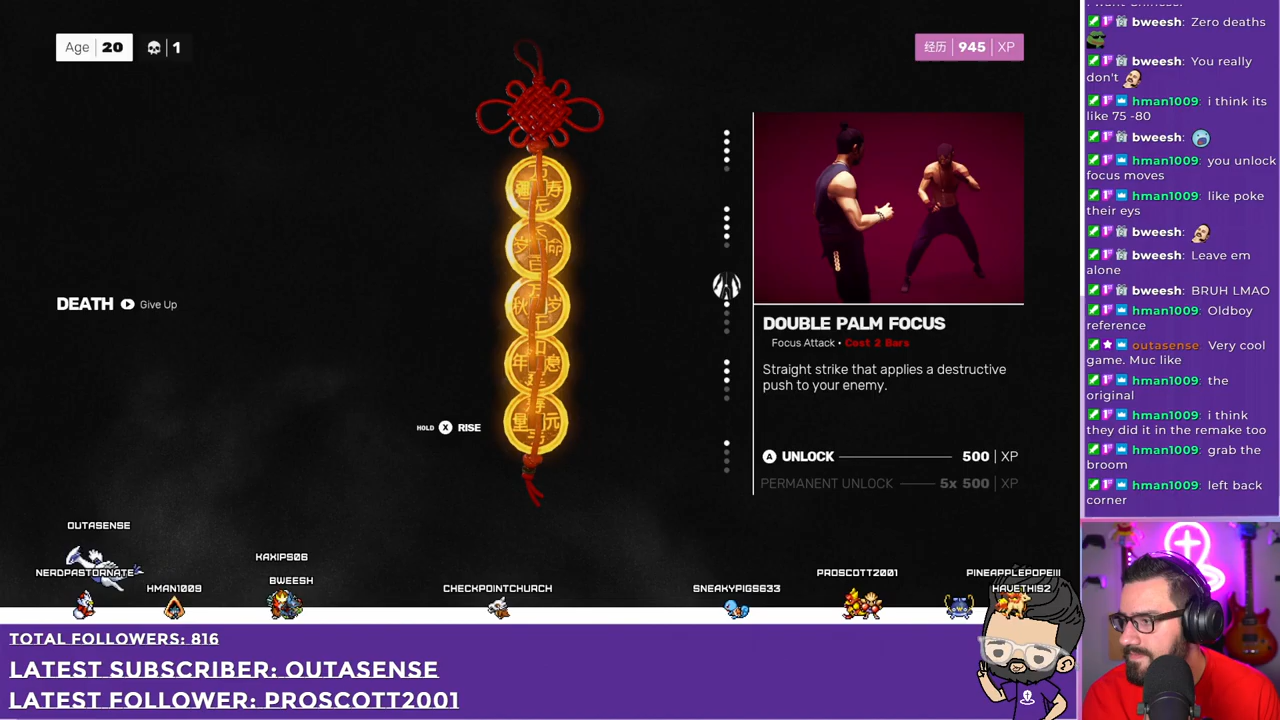 Age 20
1
经历 945 XP
DEATH Give Up
HOLD X RISE
DOUBLE PALM FOCUS
Focus Attack • Cost 2 Bars
Straight strike that applies a destructive
push to your enemy.
A UNLOCK 500 | XP
PERMANENT UNLOCK 5x 500 | XP
bweesh: Zero deaths
bweesh: You really
don't
hman1009: i think its
like 75 -80
bweesh:
hman1009: you unlock
focus moves
hman1009: like poke
their eys
bweesh:
bweesh: Leave em
alone
bweesh: BRUH LMAO
hman1009: Oldboy
reference
outasense: Very cool
game. Muc like
hman1009: the
original
hman1009: i think
they did it in the remake too
hman1009: grab the
broom
hman1009: left back
corner
OUTASENSE
NERDPASTORNATE
HMAN1009
KAXIPS06
BWEESH
CHECKPOINTCHURCH
SNEAKYPIGS633
PROSCOTT2001
PINEAPPLEPOPEIII
HAVETHIS2
TOTAL FOLLOWERS: 816
LATEST SUBSCRIBER: OUTASENSE
LATEST FOLLOWER: PROSCOTT2001